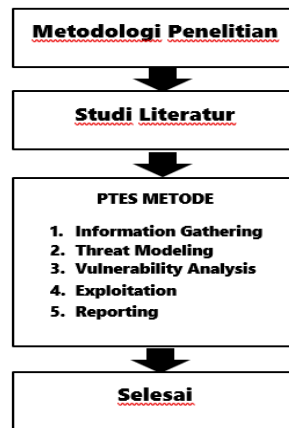 Metodologi Penelitian
Studi Literatur
PTES METODE
1. Information Gathering
2. Threat Modeling
3. Vulnerability Analysis
4. Exploitation
5. Reporting
Selesai